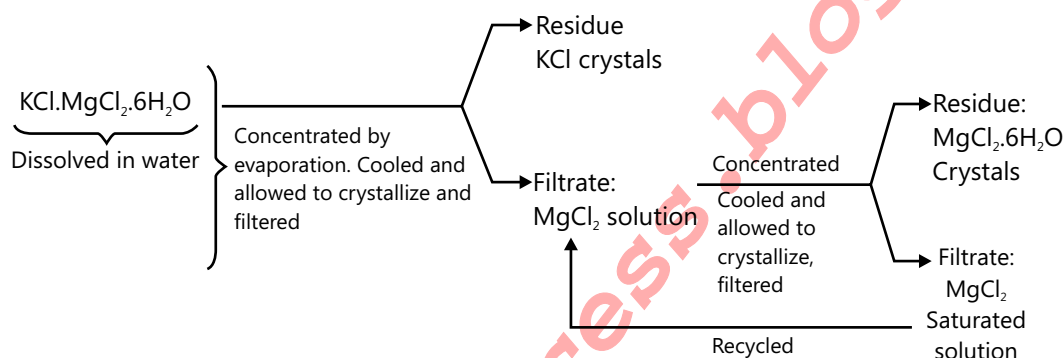 KCl.MgCl₂.6H₂O
Dissolved in water
Concentrated by
evaporation. Cooled and
allowed to crystallize and
filtered
Residue
KCl crystals
Filtrate:
MgCl₂ solution
Concentrated
Cooled and
allowed to
crystallize,
filtered
Residue:
MgCl₂.6H₂O
Crystals
Filtrate:
MgCl₂
Saturated
solution
Recycled
ress.blog